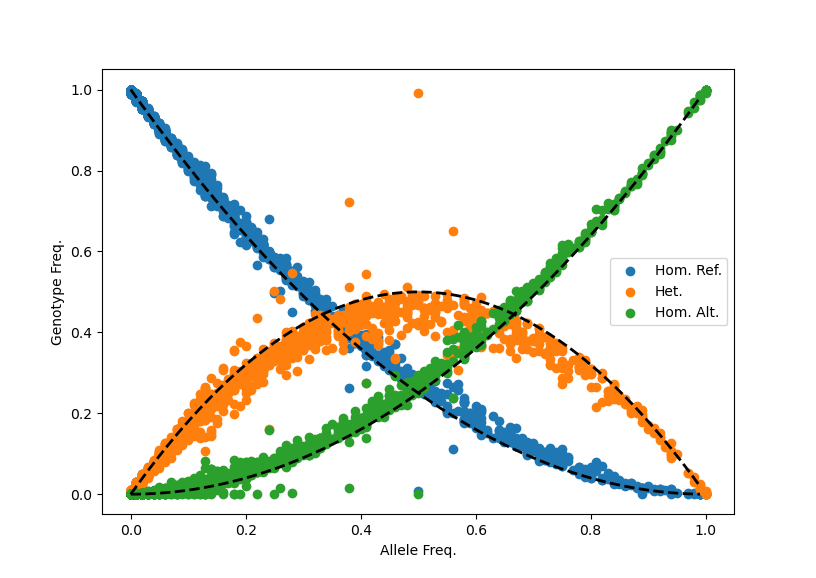 1.0
0.8
0.6
0.4
0.2
0.0
Genotype Freq.
Hom. Ref.
Het.
Hom. Alt.
0.0 0.2 0.4 0.6 0.8 1.0
Allele Freq.